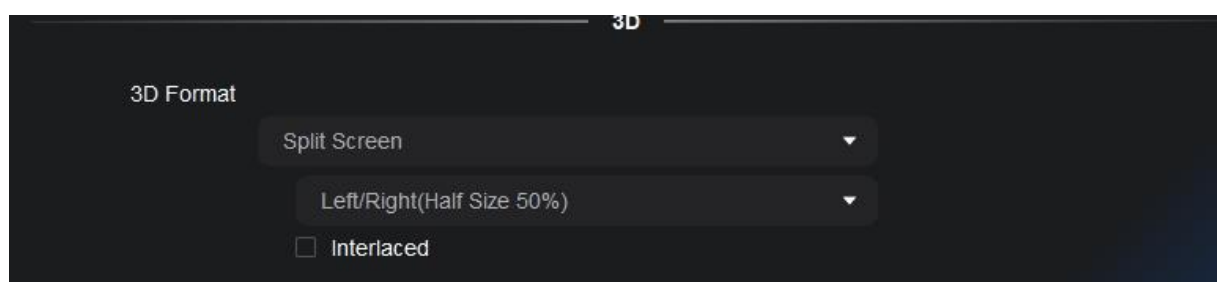 3D
3D Format
Split Screen
Left/Right(Half Size 50%)
Interlaced